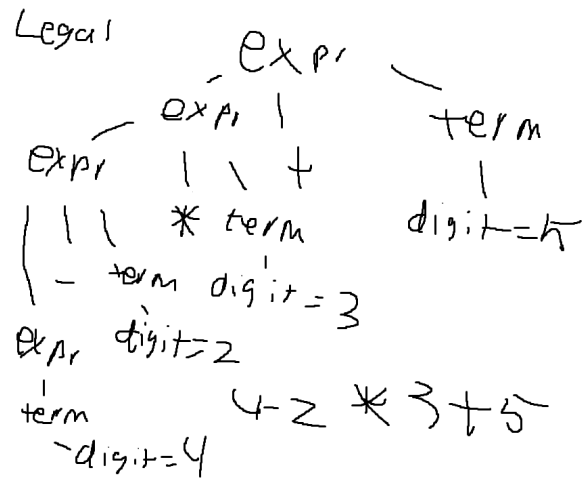 Legal
expr
expr + term
expr * term digit=5
- term digit=3
expr digit=2
term 4-2 * 3+5
digit=4